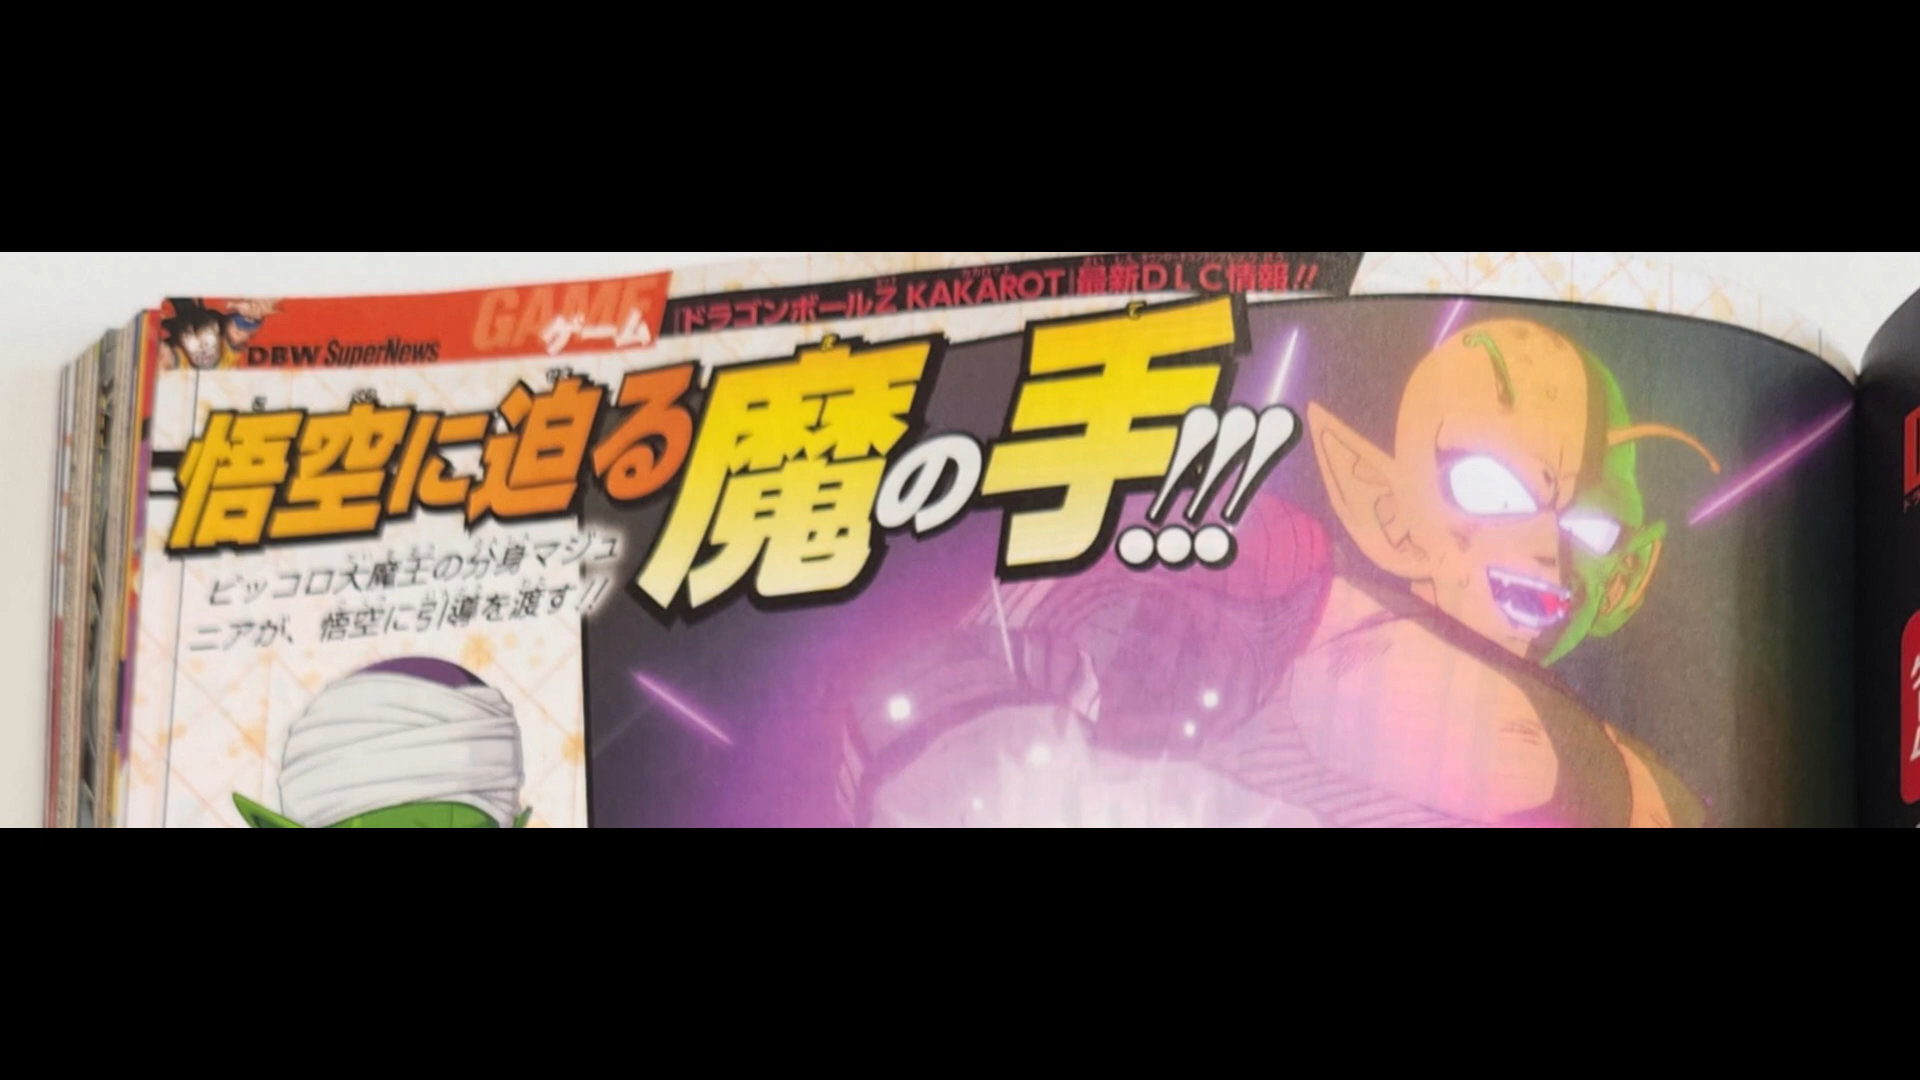 GAME
ゲーム
DBW SuperNews
『ドラゴンボールZ KAKAROT』最新DLC情報!!
悟空に迫る魔の手!!!
ピッコロ大魔王の分身マジュ
ニアが、悟空に引導を渡す!!